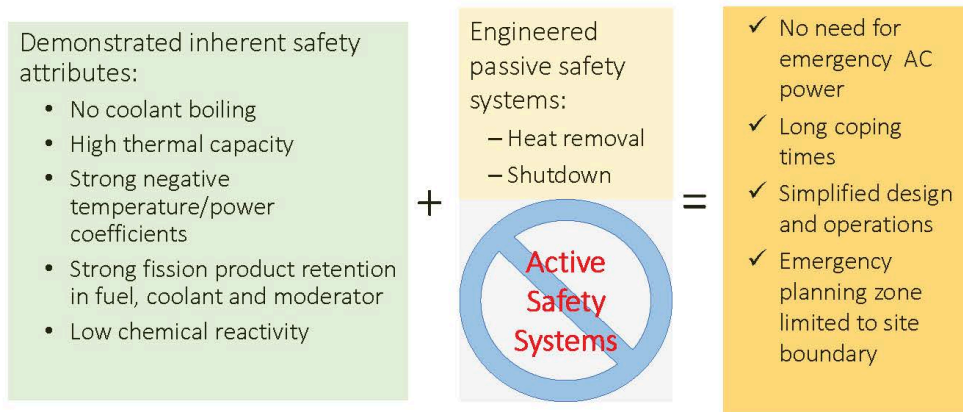 Demonstrated inherent safety
attributes:
• No coolant boiling
• High thermal capacity
• Strong negative
temperature/power
coefficients
• Strong fission product retention
in fuel, coolant and moderator
• Low chemical reactivity
+
Engineered
passive safety
systems:
– Heat removal
– Shutdown
Active
Safety
Systems
=
✓ No need for
emergency AC
power
✓ Long coping
times
✓ Simplified design
and operations
✓ Emergency
planning zone
limited to site
boundary